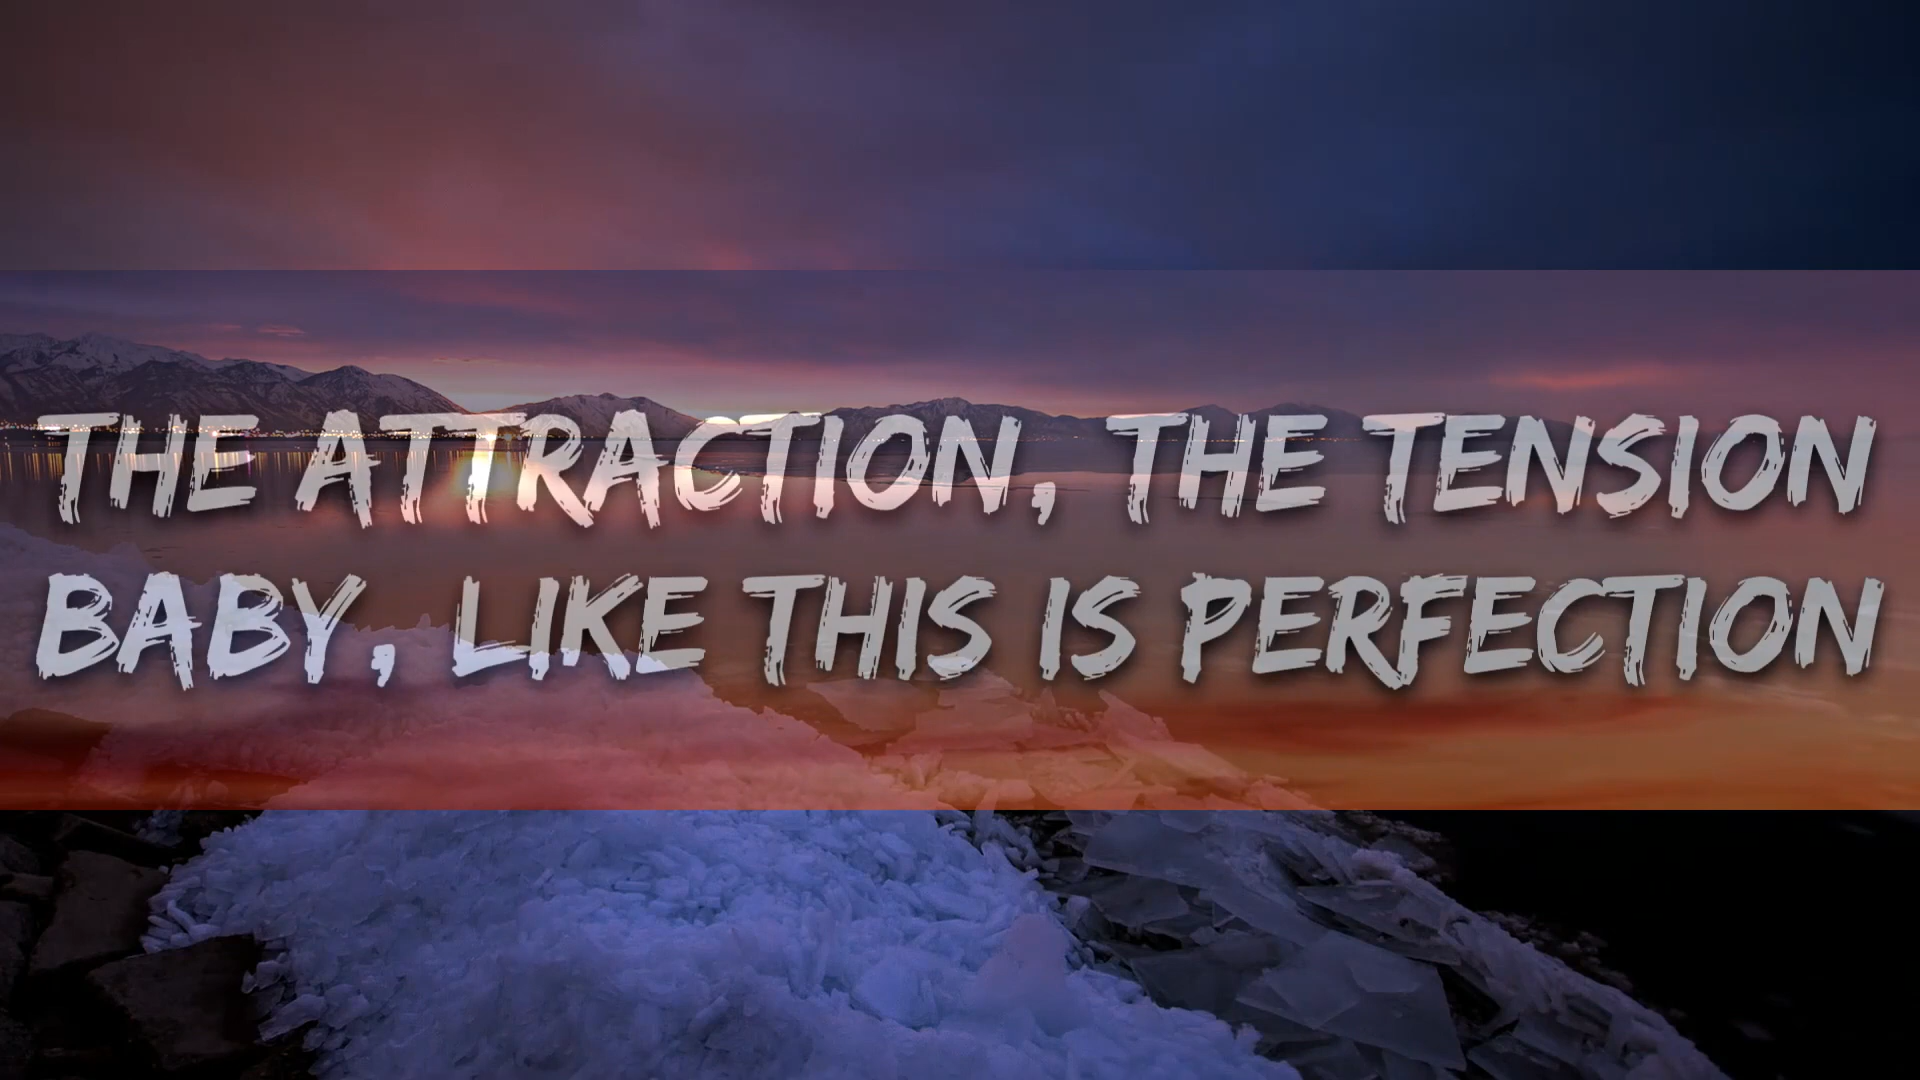 THE ATTRACTION, THE TENSION
BABY, LIKE THIS IS PERFECTION